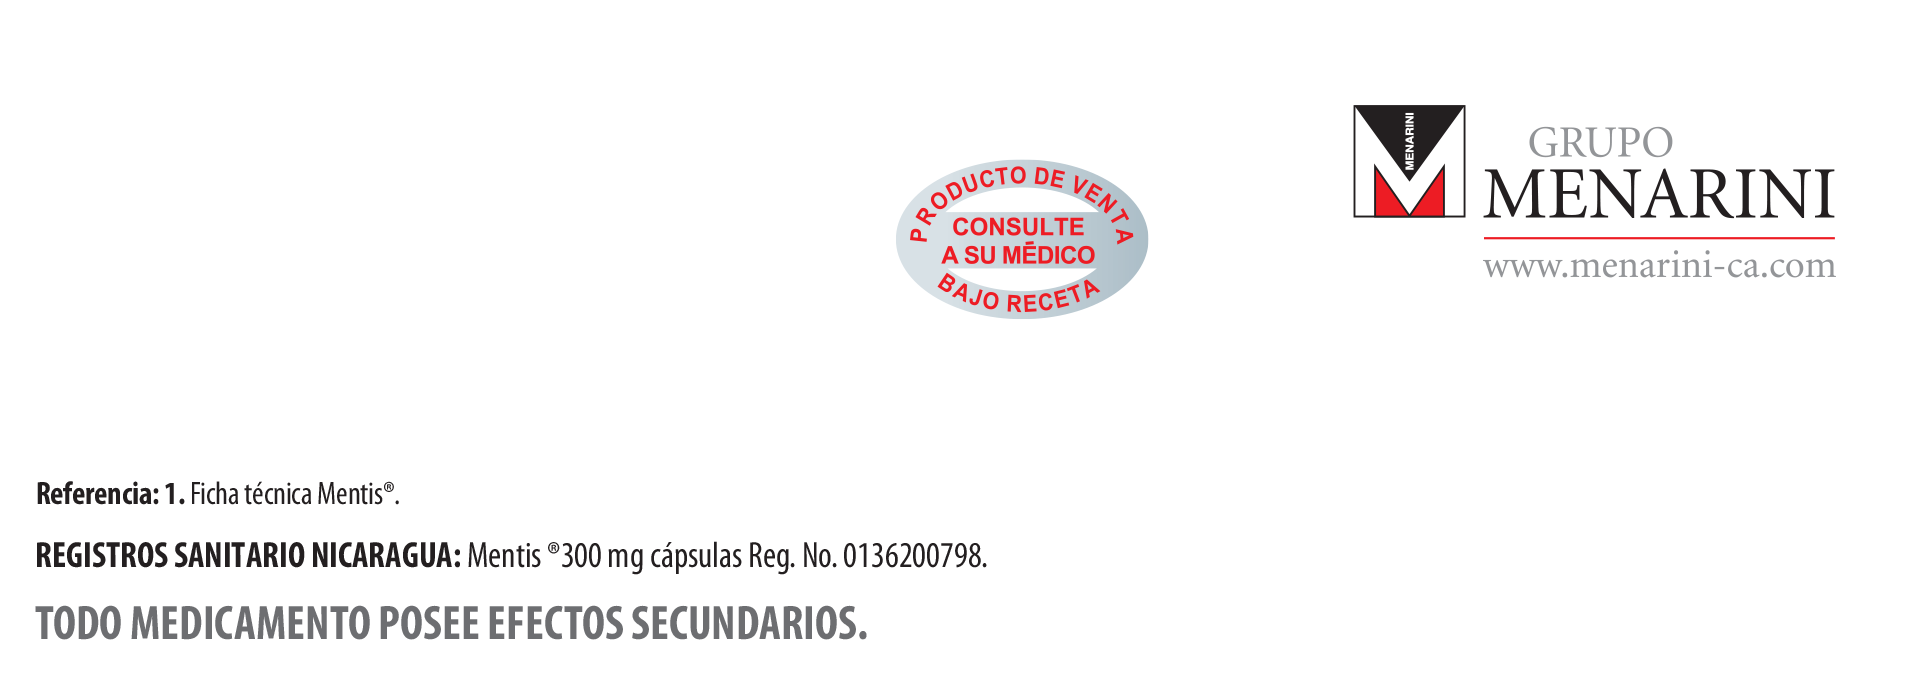 PRODUCTO DE VENTA
CONSULTE
A SU MÉDICO
BAJO RECETA
MENARINI
GRUPO
MENARINI
www.menarini-ca.com
Referencia: 1. Ficha técnica Mentis®.
REGISTROS SANITARIO NICARAGUA: Mentis ®300 mg cápsulas Reg. No. 0136200798.
TODO MEDICAMENTO POSEE EFECTOS SECUNDARIOS.